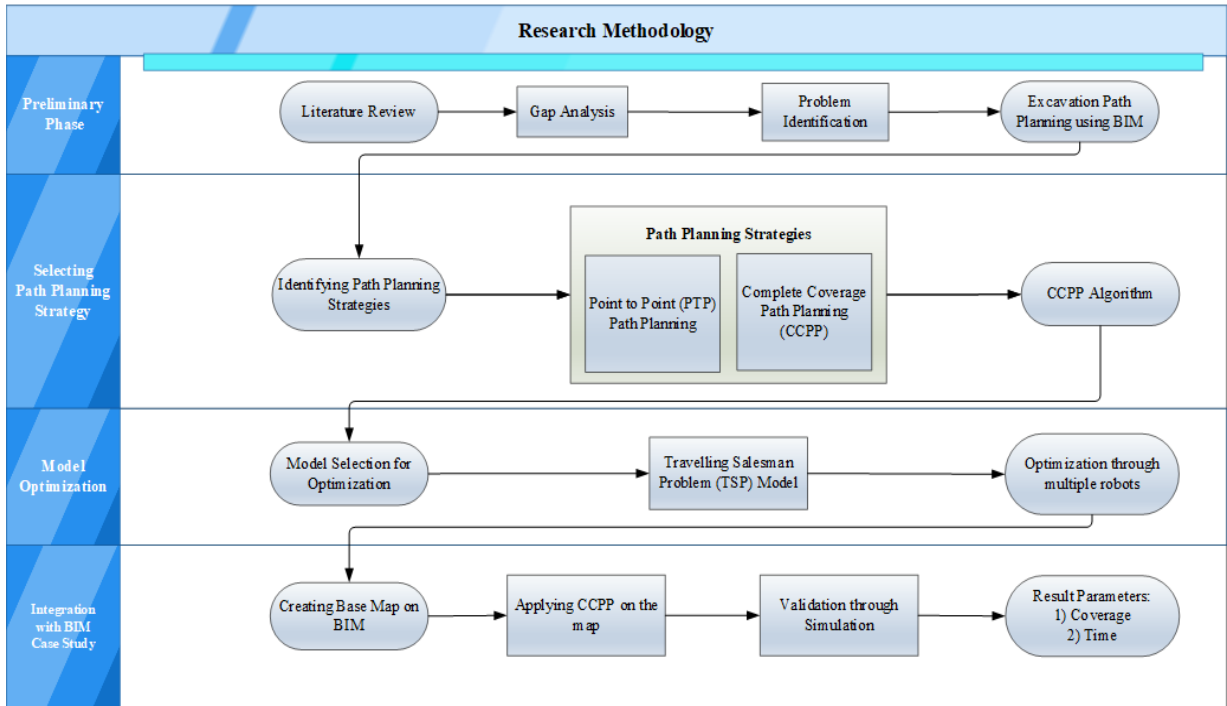 Research Methodology
Preliminary
Phase
Literature Review
Gap Analysis
Problem
Identification
Excavation Path
Planning using BIM
Selecting
Path Planning
Strategy
Identifying Path Planning
Strategies
Path Planning Strategies
Point to Point (PTP)
Path Planning
Complete Coverage
Path Planning
(CCPP)
CCPP Algorithm
Model
Optimization
Model Selection for
Optimization
Travelling Salesman
Problem (TSP) Model
Optimization through
multiple robots
Integration
with BIM
Case Study
Creating Base Map on
BIM
Applying CCPP on the
map
Validation through
Simulation
Result Parameters:
1) Coverage
2) Time